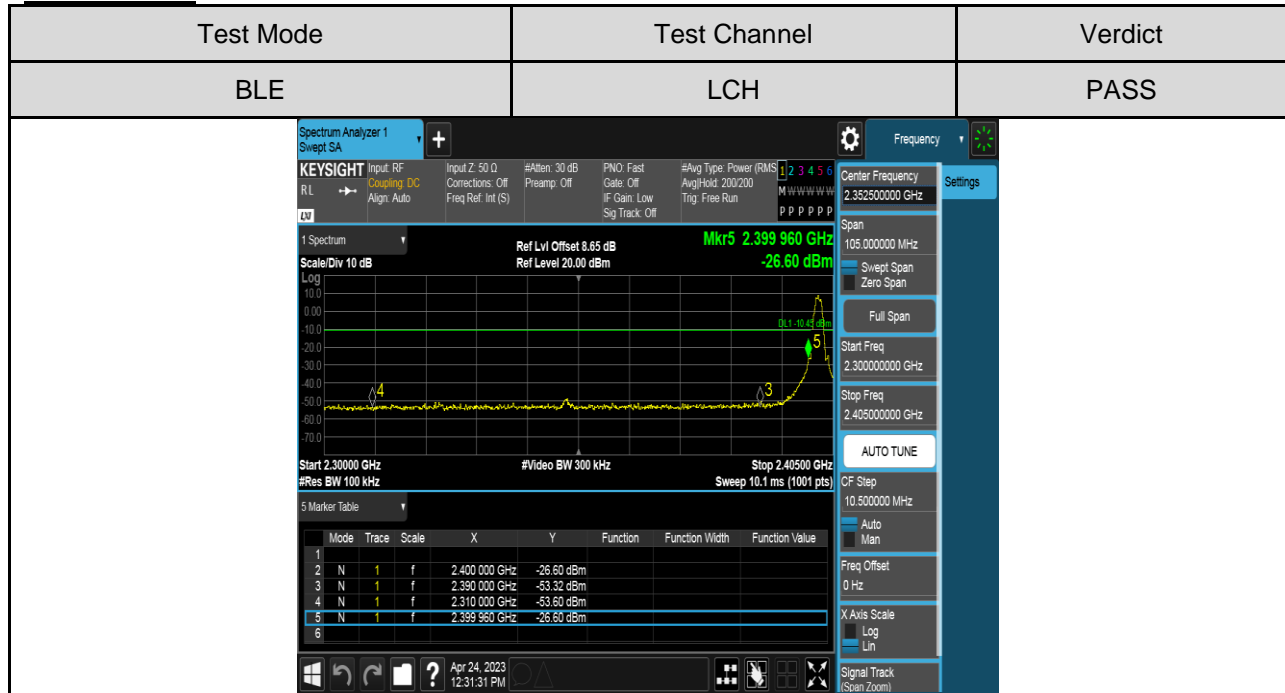 Test Mode Test Channel Verdict
BLE LCH PASS
Spectrum Analyzer 1
Swept SA
+
Frequency
KEYSIGHT Input: RF Input Z: 50 Ω #Atten: 30 dB PNO: Fast #Avg Type: Power (RMS 1 2 3 4 5 6
RL Coupling: DC Corrections: Off Preamp: Off Gate: Off Avg|Hold: 200/200 M W W W W W
Align: Auto Freq Ref: Int (S) IF Gain: Low Trig: Free Run
LXI Sig Track: Off P P P P P P
1 Spectrum
Ref Lvl Offset 8.65 dB
Mkr5 2.399 960 GHz
Scale/Div 10 dB Ref Level 20.00 dBm -26.60 dBm
Log
10.0
0.00
-10.0
DL1 -10.45 dBm
-20.0
5
-30.0
-40.0
4
3
-50.0
-60.0
-70.0
Start 2.30000 GHz #Video BW 300 kHz Stop 2.40500 GHz
#Res BW 100 kHz Sweep 10.1 ms (1001 pts)
5 Marker Table
Mode Trace Scale X Y Function Function Width Function Value
1
2 N 1 f 2.400 000 GHz -26.60 dBm
3 N 1 f 2.390 000 GHz -53.32 dBm
4 N 1 f 2.310 000 GHz -53.60 dBm
5 N 1 f 2.399 960 GHz -26.60 dBm
6
?
Apr 24, 2023
12:31:31 PM
Center Frequency
2.352500000 GHz
Settings
Span
105.000000 MHz
Swept Span
Zero Span
Full Span
Start Freq
2.300000000 GHz
Stop Freq
2.405000000 GHz
AUTO TUNE
CF Step
10.500000 MHz
Auto
Man
Freq Offset
0 Hz
X Axis Scale
Log
Lin
Signal Track
(Span Zoom)